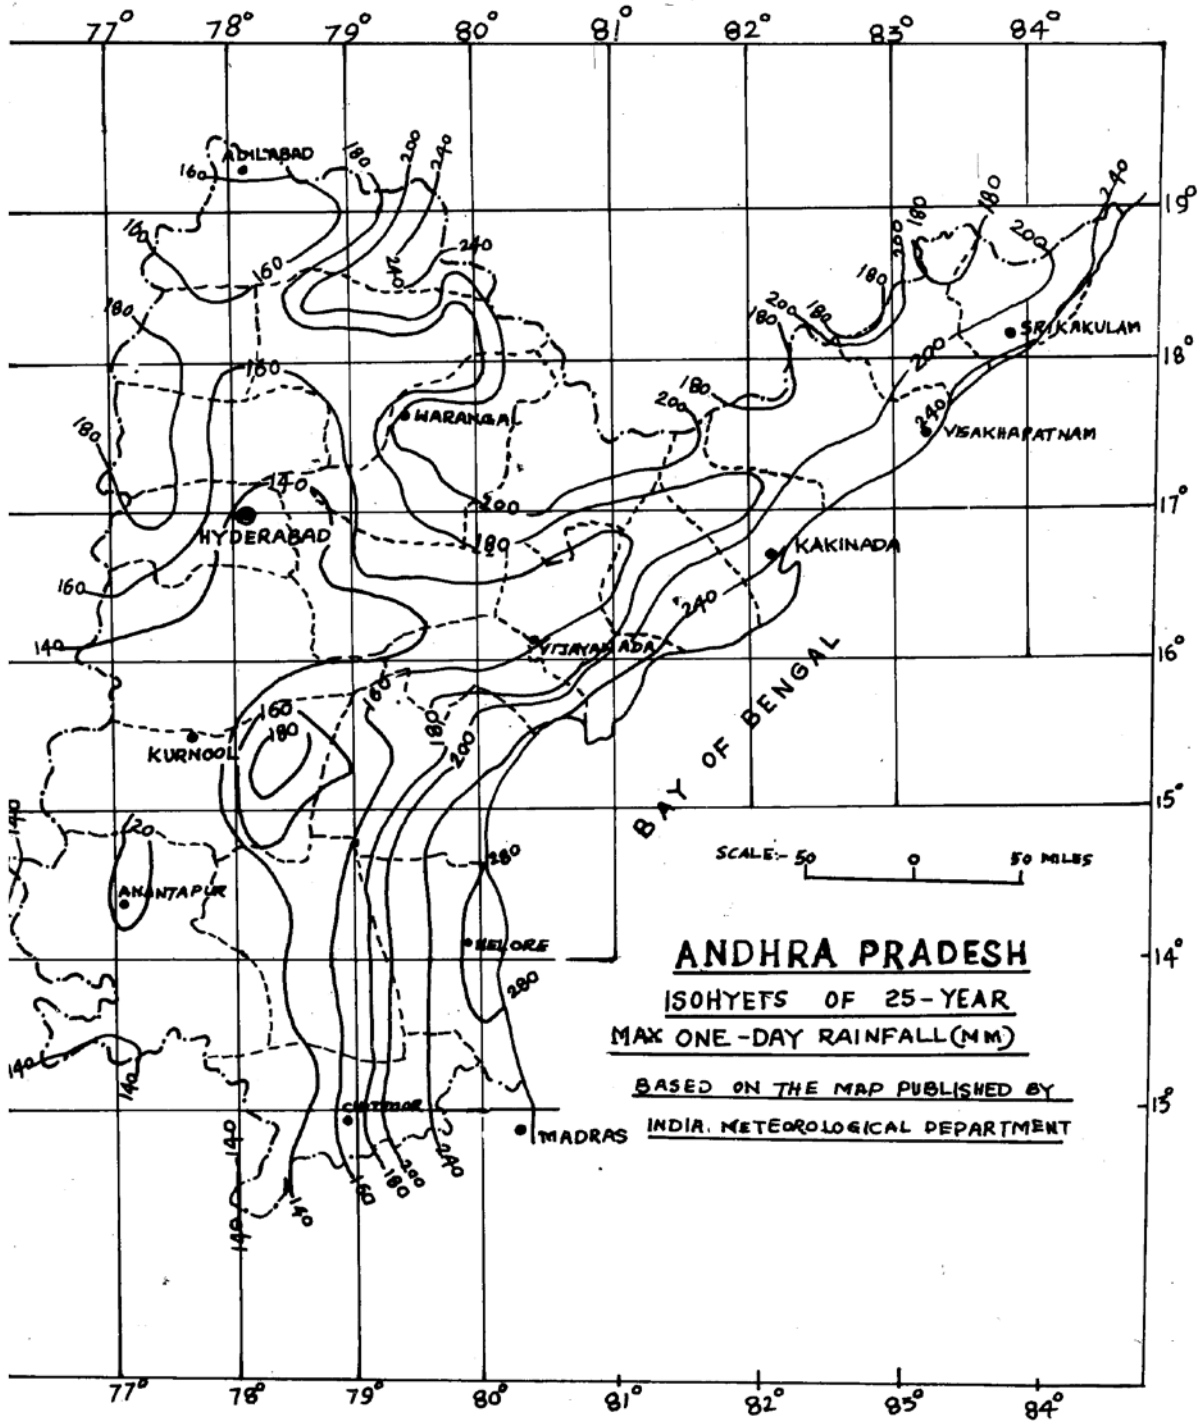 77° 78° 79° 80° 81° 82° 83° 84°
ADILABAD
180 200 240
160
240
180 180
19°
160
240
200
160
240
200
180
180
180
200 180
SRIKAKULAM
180
200
18°
160
180
200
240
WARANGAL
VISAKHAPATNAM
180
140
200
17°
HYDERABAD
180
KAKINADA
160
240
140
VIJAYAWADA
16°
160
160
180
180
200
KURNOOL
BAY OF BENGAL
15°
140
120
280
SCALE:- 50 0 50 MILES
ANANTAPUR
NELORE
14°
280
ANDHRA PRADESH
ISOHYETS OF 25-YEAR
MAX ONE-DAY RAINFALL(MM)
140
140
BASED ON THE MAP PUBLISHED BY
INDIA. METEOROLOGICAL DEPARTMENT
CHITTOOR
13°
MADRAS
140
160 180 200 240
140
140
77° 78° 79° 80° 81° 82° 83° 84°